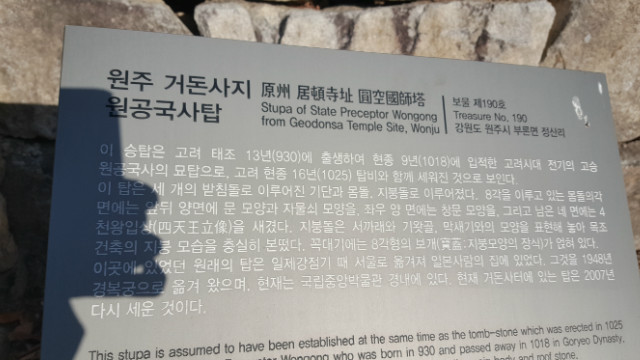 원주 거돈사지
원공국사탑
原州 居頓寺址 圓空國師塔
Stupa of State Preceptor Wongong
from Geodonsa Temple Site, Wonju
보물 제190호
Treasure No. 190
강원도 원주시 부론면 정산리
이 승탑은 고려 태조 13년(930)에 출생하여 현종 9년(1018)에 입적한 고려시대 전기의 고승
원공국사의 묘탑으로, 고려 현종 16년(1025) 탑비와 함께 세워진 것으로 보인다.
이 탑은 세 개의 받침돌로 이루어진 기단과 몸돌, 지붕돌로 이루어졌다. 8각을 이루고 있는 몸돌의각
면에는 앞뒤 양면에 문 모양과 자물쇠 모양을, 좌우 양 면에는 창문 모양을, 그리고 남은 네 면에는 4
천왕입상(四天王立像)을 새겼다. 지붕돌은 서까래와 기왓골, 막새기와의 모양을 표현해 놓아 목조
건축의 지붕 모습을 충실히 본떴다. 꼭대기에는 8각형의 보개(寶蓋:지붕모양의 장식)가 얹혀 있다.
이곳에 있었던 원래의 탑은 일제강점기 때 서울로 옮겨져 일본사람의 집에 있었다. 그것을 1948년
경복궁으로 옮겨 왔으며, 현재는 국립중앙박물관 경내에 있다. 현재 거돈사터에 있는 탑은 2007년
다시 세운 것이다.
This stupa is assumed to have been established at the same time as the tomb-stone which was erected in 1025
Preceptor Wongong who was born in 930 and passed away in 1018 in Goryeo Dynasty,
body and roof stone.